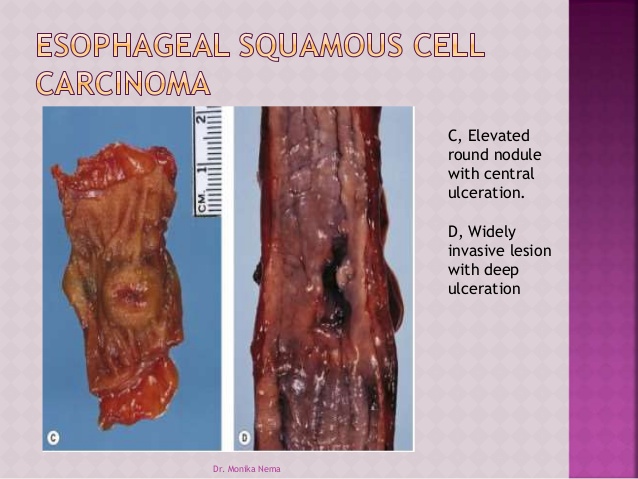 ESOPHAGEAL SQUAMOUS CELL
CARCINOMA
CM. 1 2
C
D
C, Elevated
round nodule
with central
ulceration.
D, Widely
invasive lesion
with deep
ulceration
Dr. Monika Nema